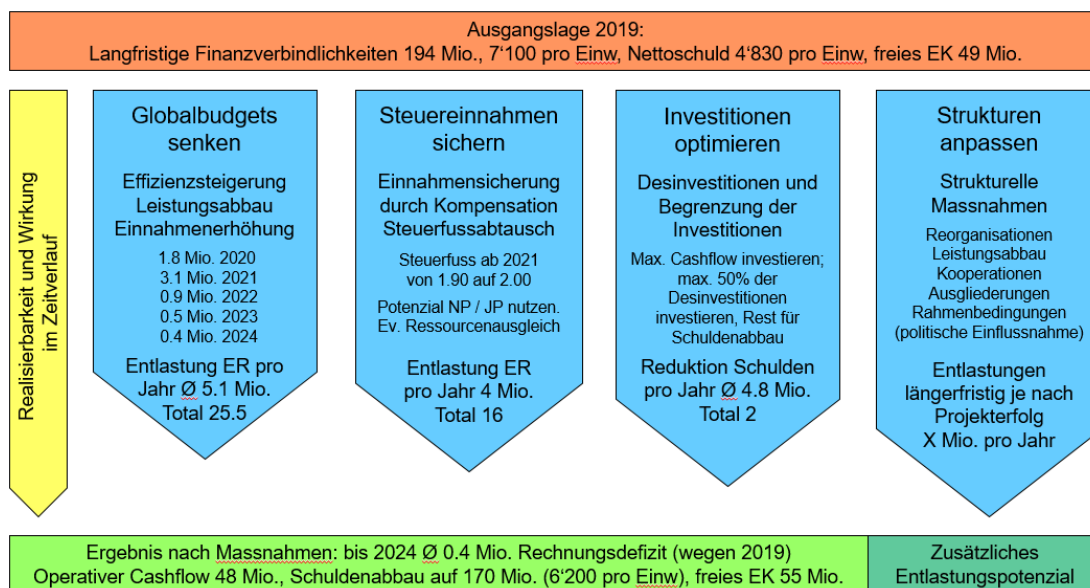 Ausgangslage 2019:
Langfristige Finanzverbindlichkeiten 194 Mio., 7‘100 pro Einw, Nettoschuld 4‘830 pro Einw, freies EK 49 Mio.
Realisierbarkeit und Wirkung
im Zeitverlauf
Globalbudgets
senken
Effizienzsteigerung
Leistungsabbau
Einnahmenerhöhung
1.8 Mio. 2020
3.1 Mio. 2021
0.9 Mio. 2022
0.5 Mio. 2023
0.4 Mio. 2024
Entlastung ER pro
Jahr Ø 5.1 Mio.
Total 25.5
Steuereinnahmen
sichern
Einnahmensicherung
durch Kompensation
Steuerfussabtausch
Steuerfuss ab 2021
von 1.90 auf 2.00
Potenzial NP / JP nutzen.
Ev. Ressourcenausgleich
Entlastung ER
pro Jahr 4 Mio.
Total 16
Investitionen
optimieren
Desinvestitionen und
Begrenzung der
Investitionen
Max. Cashflow investieren;
max. 50% der
Desinvestitionen
investieren, Rest für
Schuldenabbau
Reduktion Schulden
pro Jahr Ø 4.8 Mio.
Total 2
Strukturen
anpassen
Strukturelle
Massnahmen
Reorganisationen
Leistungsabbau
Kooperationen
Ausgliederungen
Rahmenbedingungen
(politische Einflussnahme)
Entlastungen
längerfristig je nach
Projekterfolg
X Mio. pro Jahr
Ergebnis nach Massnahmen: bis 2024 Ø 0.4 Mio. Rechnungsdefizit (wegen 2019)
Operativer Cashflow 48 Mio., Schuldenabbau auf 170 Mio. (6‘200 pro Einw), freies EK 55 Mio.
Zusätzliches
Entlastungspotenzial